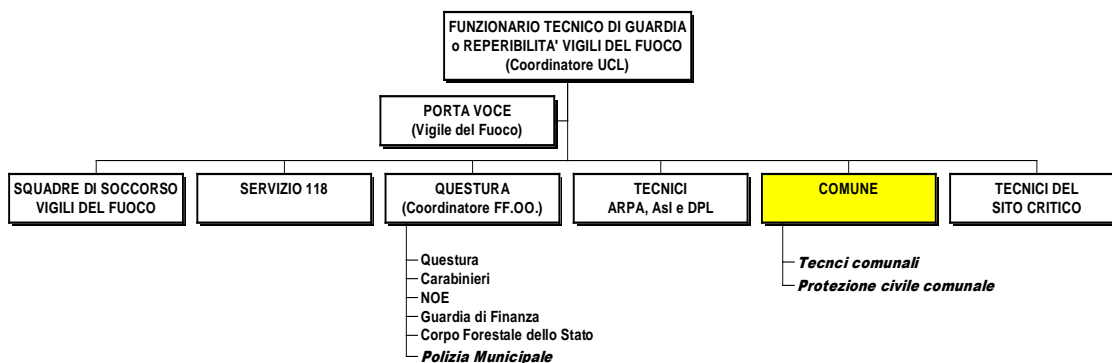 FUNZIONARIO TECNICO DI GUARDIA
o REPERIBILITA' VIGILI DEL FUOCO
(Coordinatore UCL)
PORTA VOCE
(Vigile del Fuoco)
SQUADRE DI SOCCORSO
VIGILI DEL FUOCO
SERVIZIO 118
QUESTURA
(Coordinatore FF.OO.)
Questura
Carabinieri
NOE
Guardia di Finanza
Corpo Forestale dello Stato
Polizia Municipale
TECNICI
ARPA, Asl e DPL
COMUNE
Tecnci comunali
Protezione civile comunale
TECNICI DEL
SITO CRITICO